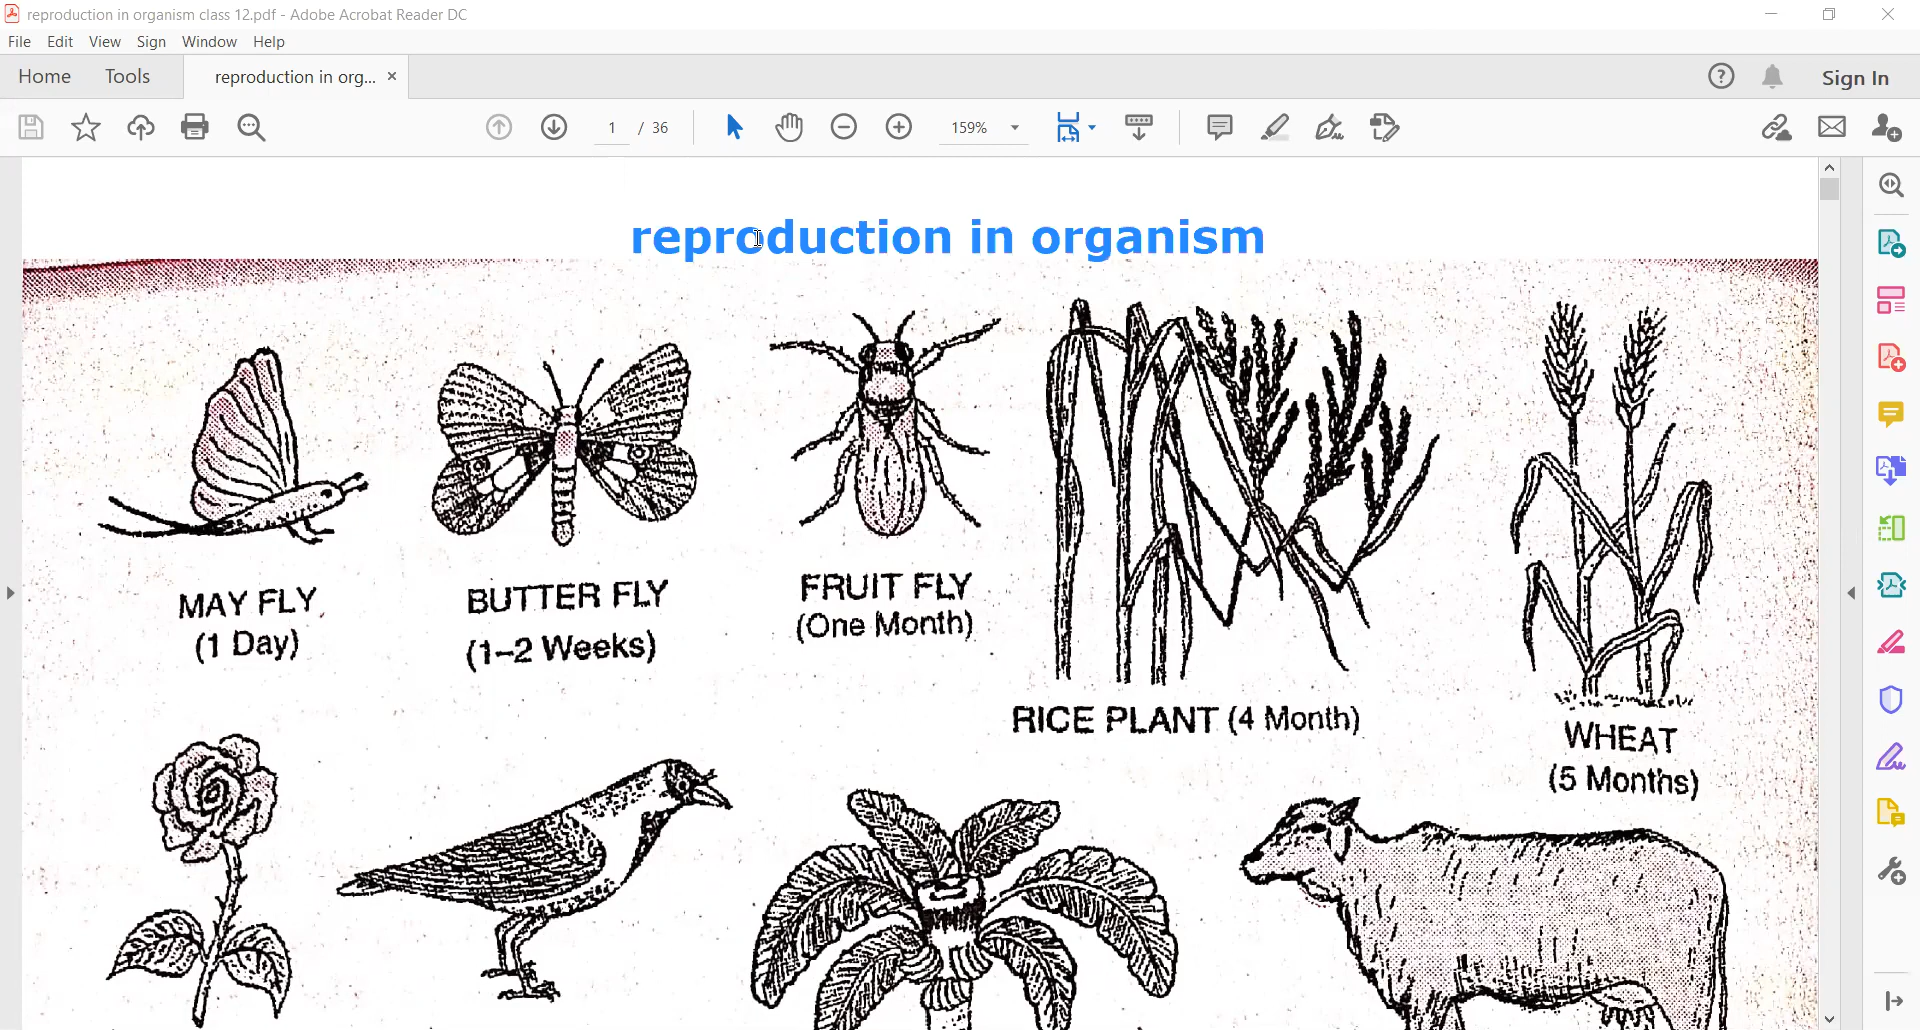 reproduction in organism class 12.pdf - Adobe Acrobat Reader DC
File Edit View Sign Window Help
Home Tools reproduction in org... × Sign In
1 / 36 159%
reproduction in organism
MAY FLY
(1 Day)
BUTTER FLY
(1–2 Weeks)
FRUIT FLY
(One Month)
RICE PLANT (4 Month)
WHEAT
(5 Months)